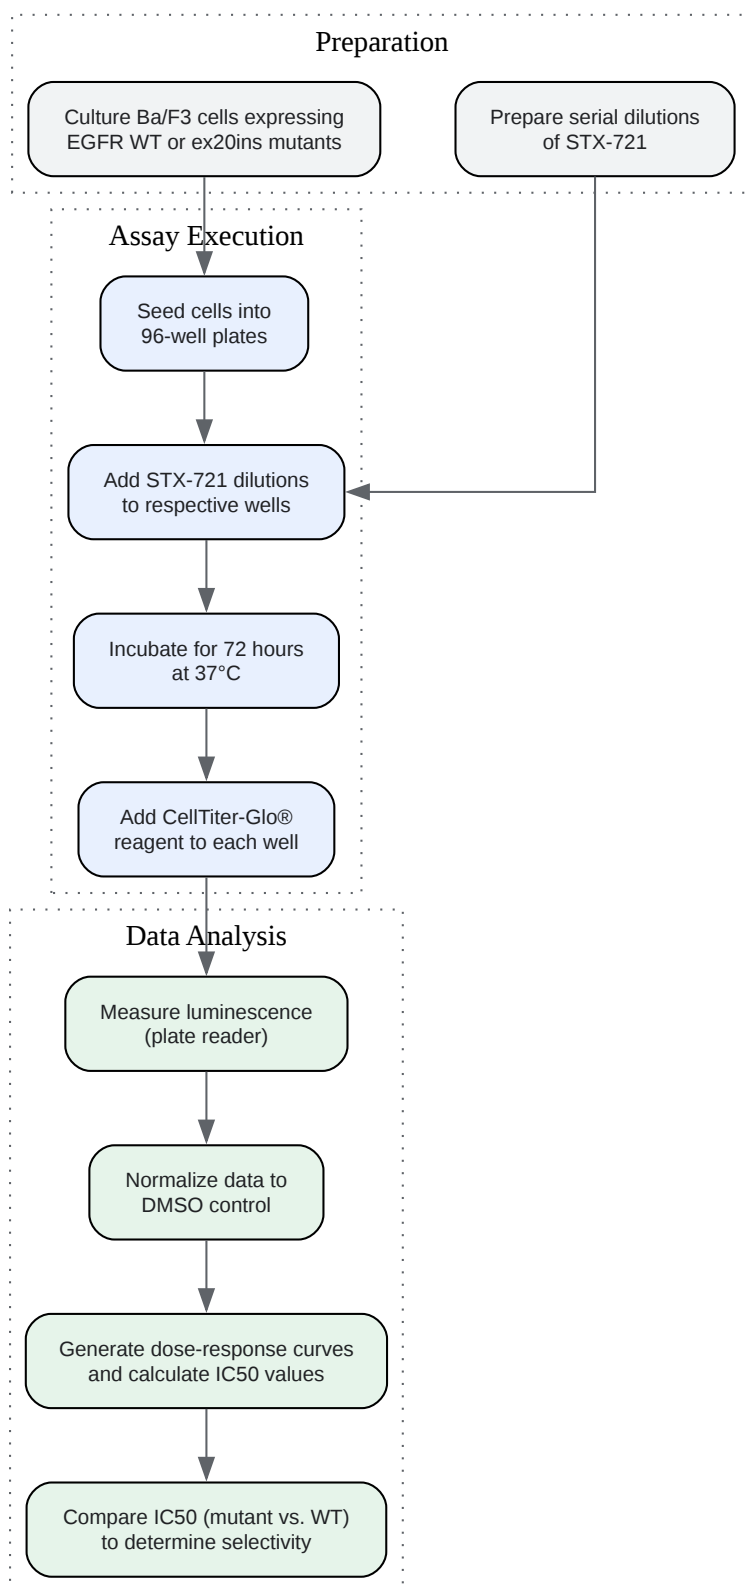 Preparation
Culture Ba/F3 cells expressing
EGFR WT or ex20ins mutants
Prepare serial dilutions
of STX-721
Assay Execution
Seed cells into
96-well plates
Add STX-721 dilutions
to respective wells
Incubate for 72 hours
at 37°C
Add CellTiter-Glo®
reagent to each well
Data Analysis
Measure luminescence
(plate reader)
Normalize data to
DMSO control
Generate dose-response curves
and calculate IC50 values
Compare IC50 (mutant vs. WT)
to determine selectivity